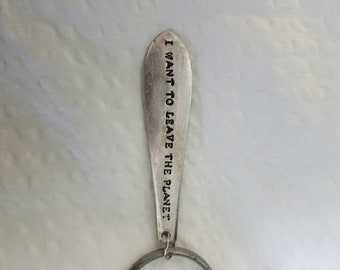 I WANT TO LEAVE THE PLANET